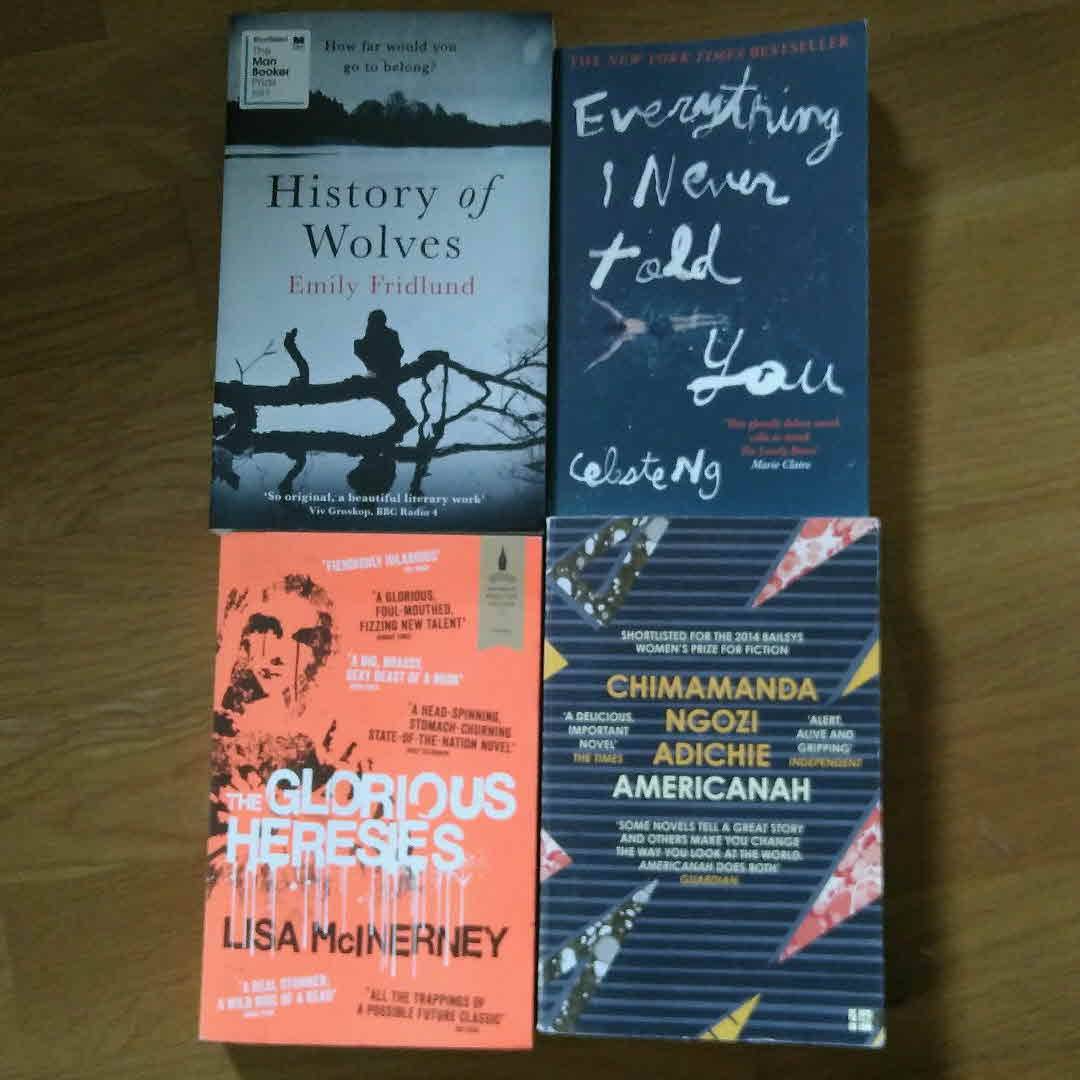 Shortlisted
The
Man
Booker
Prize
2017
How far would you
go to belong?
History of
Wolves
Emily Fridlund
'So original, a beautiful literary work'
Viv Groskop, BBC Radio 4
THE NEW YORK TIMES BESTSELLER
Everything
I Never
told
You
Celeste Ng
Marie Claire
'FIENDISHLY HILARIOUS'
'A GLORIOUS,
FOUL-MOUTHED,
FIZZING NEW TALENT'
SUNDAY TIMES
'A BIG, BRASSY,
SEXY BEAST OF A BOOK'
'A HEAD-SPINNING,
STOMACH-CHURNING
STATE-OF-THE-NATION NOVEL'
THE GLORIOUS
HERESIES
LISA McINERNEY
'A REAL STUNNER,
A WILD RIDE OF A READ'
'ALL THE TRAPPINGS OF
A POSSIBLE FUTURE CLASSIC'
SHORTLISTED FOR THE 2014 BAILEYS
WOMEN'S PRIZE FOR FICTION
CHIMAMANDA
NGOZI
ADICHIE
'A DELICIOUS,
IMPORTANT
NOVEL'
THE TIMES
'ALERT,
ALIVE AND
GRIPPING'
INDEPENDENT
AMERICANAH
'SOME NOVELS TELL A GREAT STORY
AND OTHERS MAKE YOU CHANGE
THE WAY YOU LOOK AT THE WORLD.
AMERICANAH DOES BOTH'
GUARDIAN